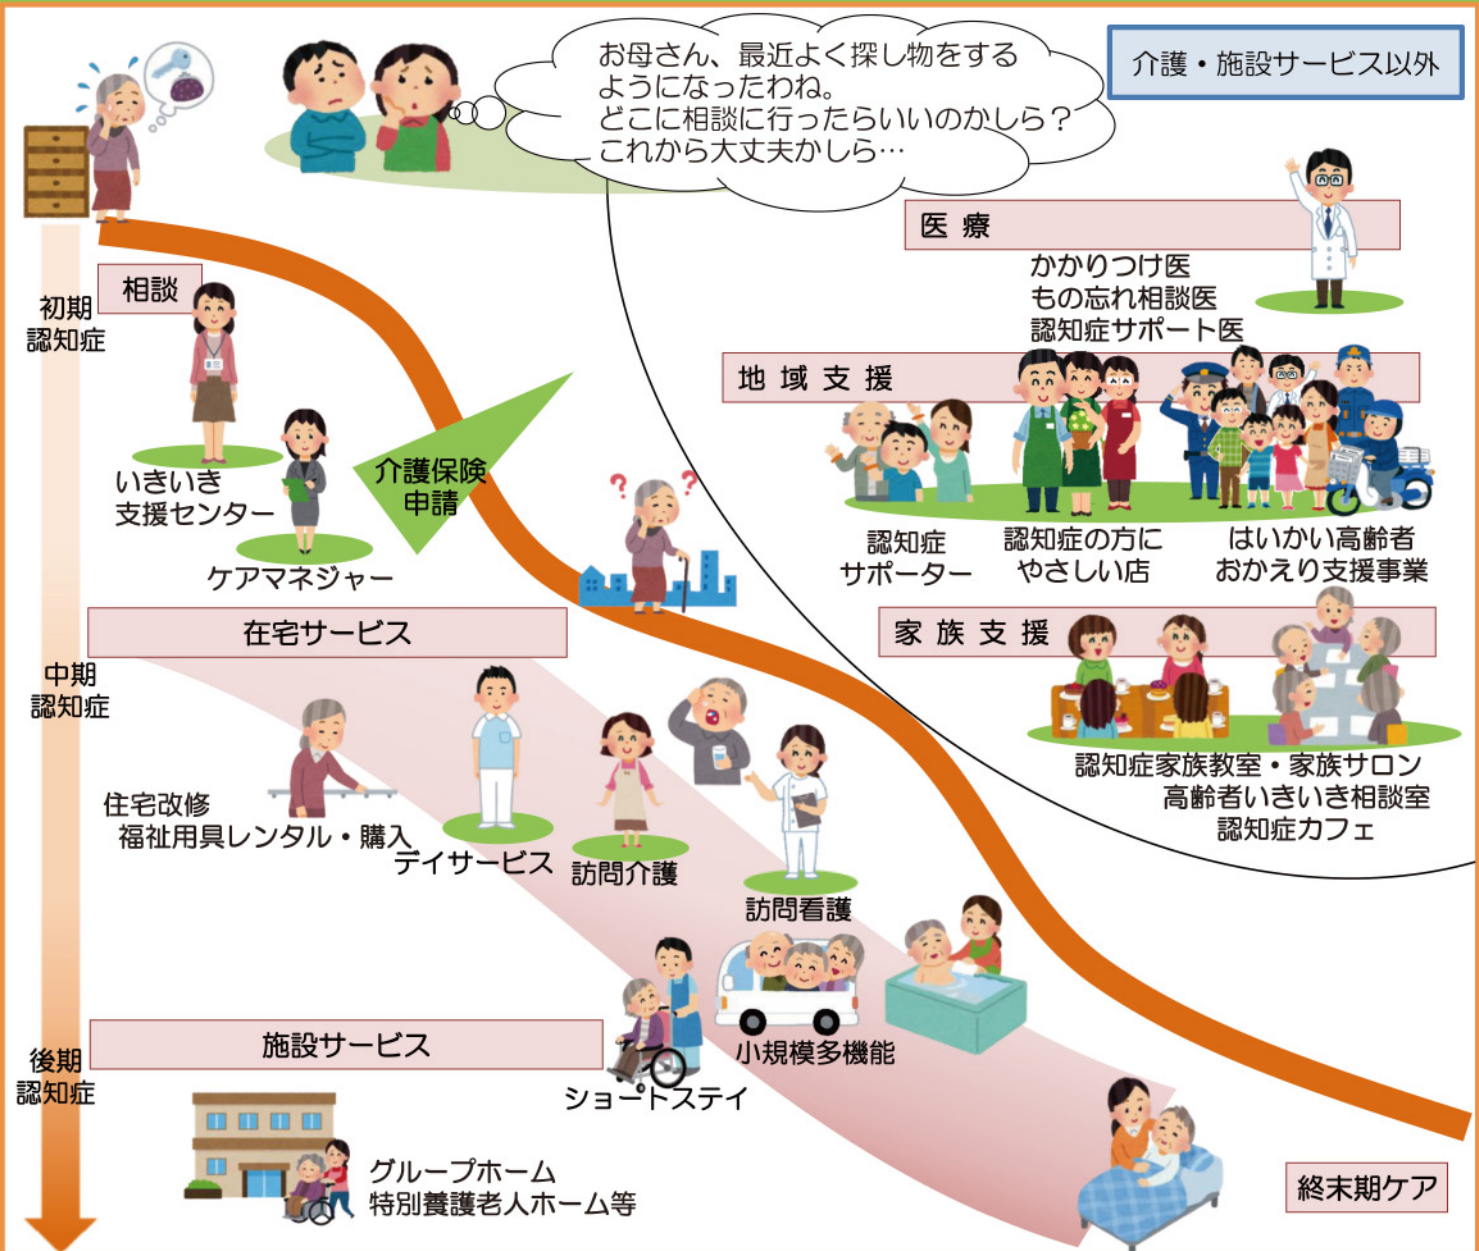 お母さん、最近よく探し物をする
ようになったわね。
どこに相談に行ったらいいのかしら？
これから大丈夫かしら…
介護・施設サービス以外
医療
かかりつけ医
もの忘れ相談医
認知症サポート医
初期
認知症
相談
いきいき
支援センター
ケアマネジャー
介護保険
申請
地域支援
認知症
サポーター
認知症の方に
やさしい店
はいかい高齢者
おかえり支援事業
?
?
家族支援
認知症家族教室・家族サロン
高齢者いきいき相談室
認知症カフェ
中期
認知症
在宅サービス
住宅改修
福祉用具レンタル・購入
デイサービス
訪問介護
訪問看護
小規模多機能
ショートステイ
後期
認知症
施設サービス
グループホーム
特別養護老人ホーム等
終末期ケア